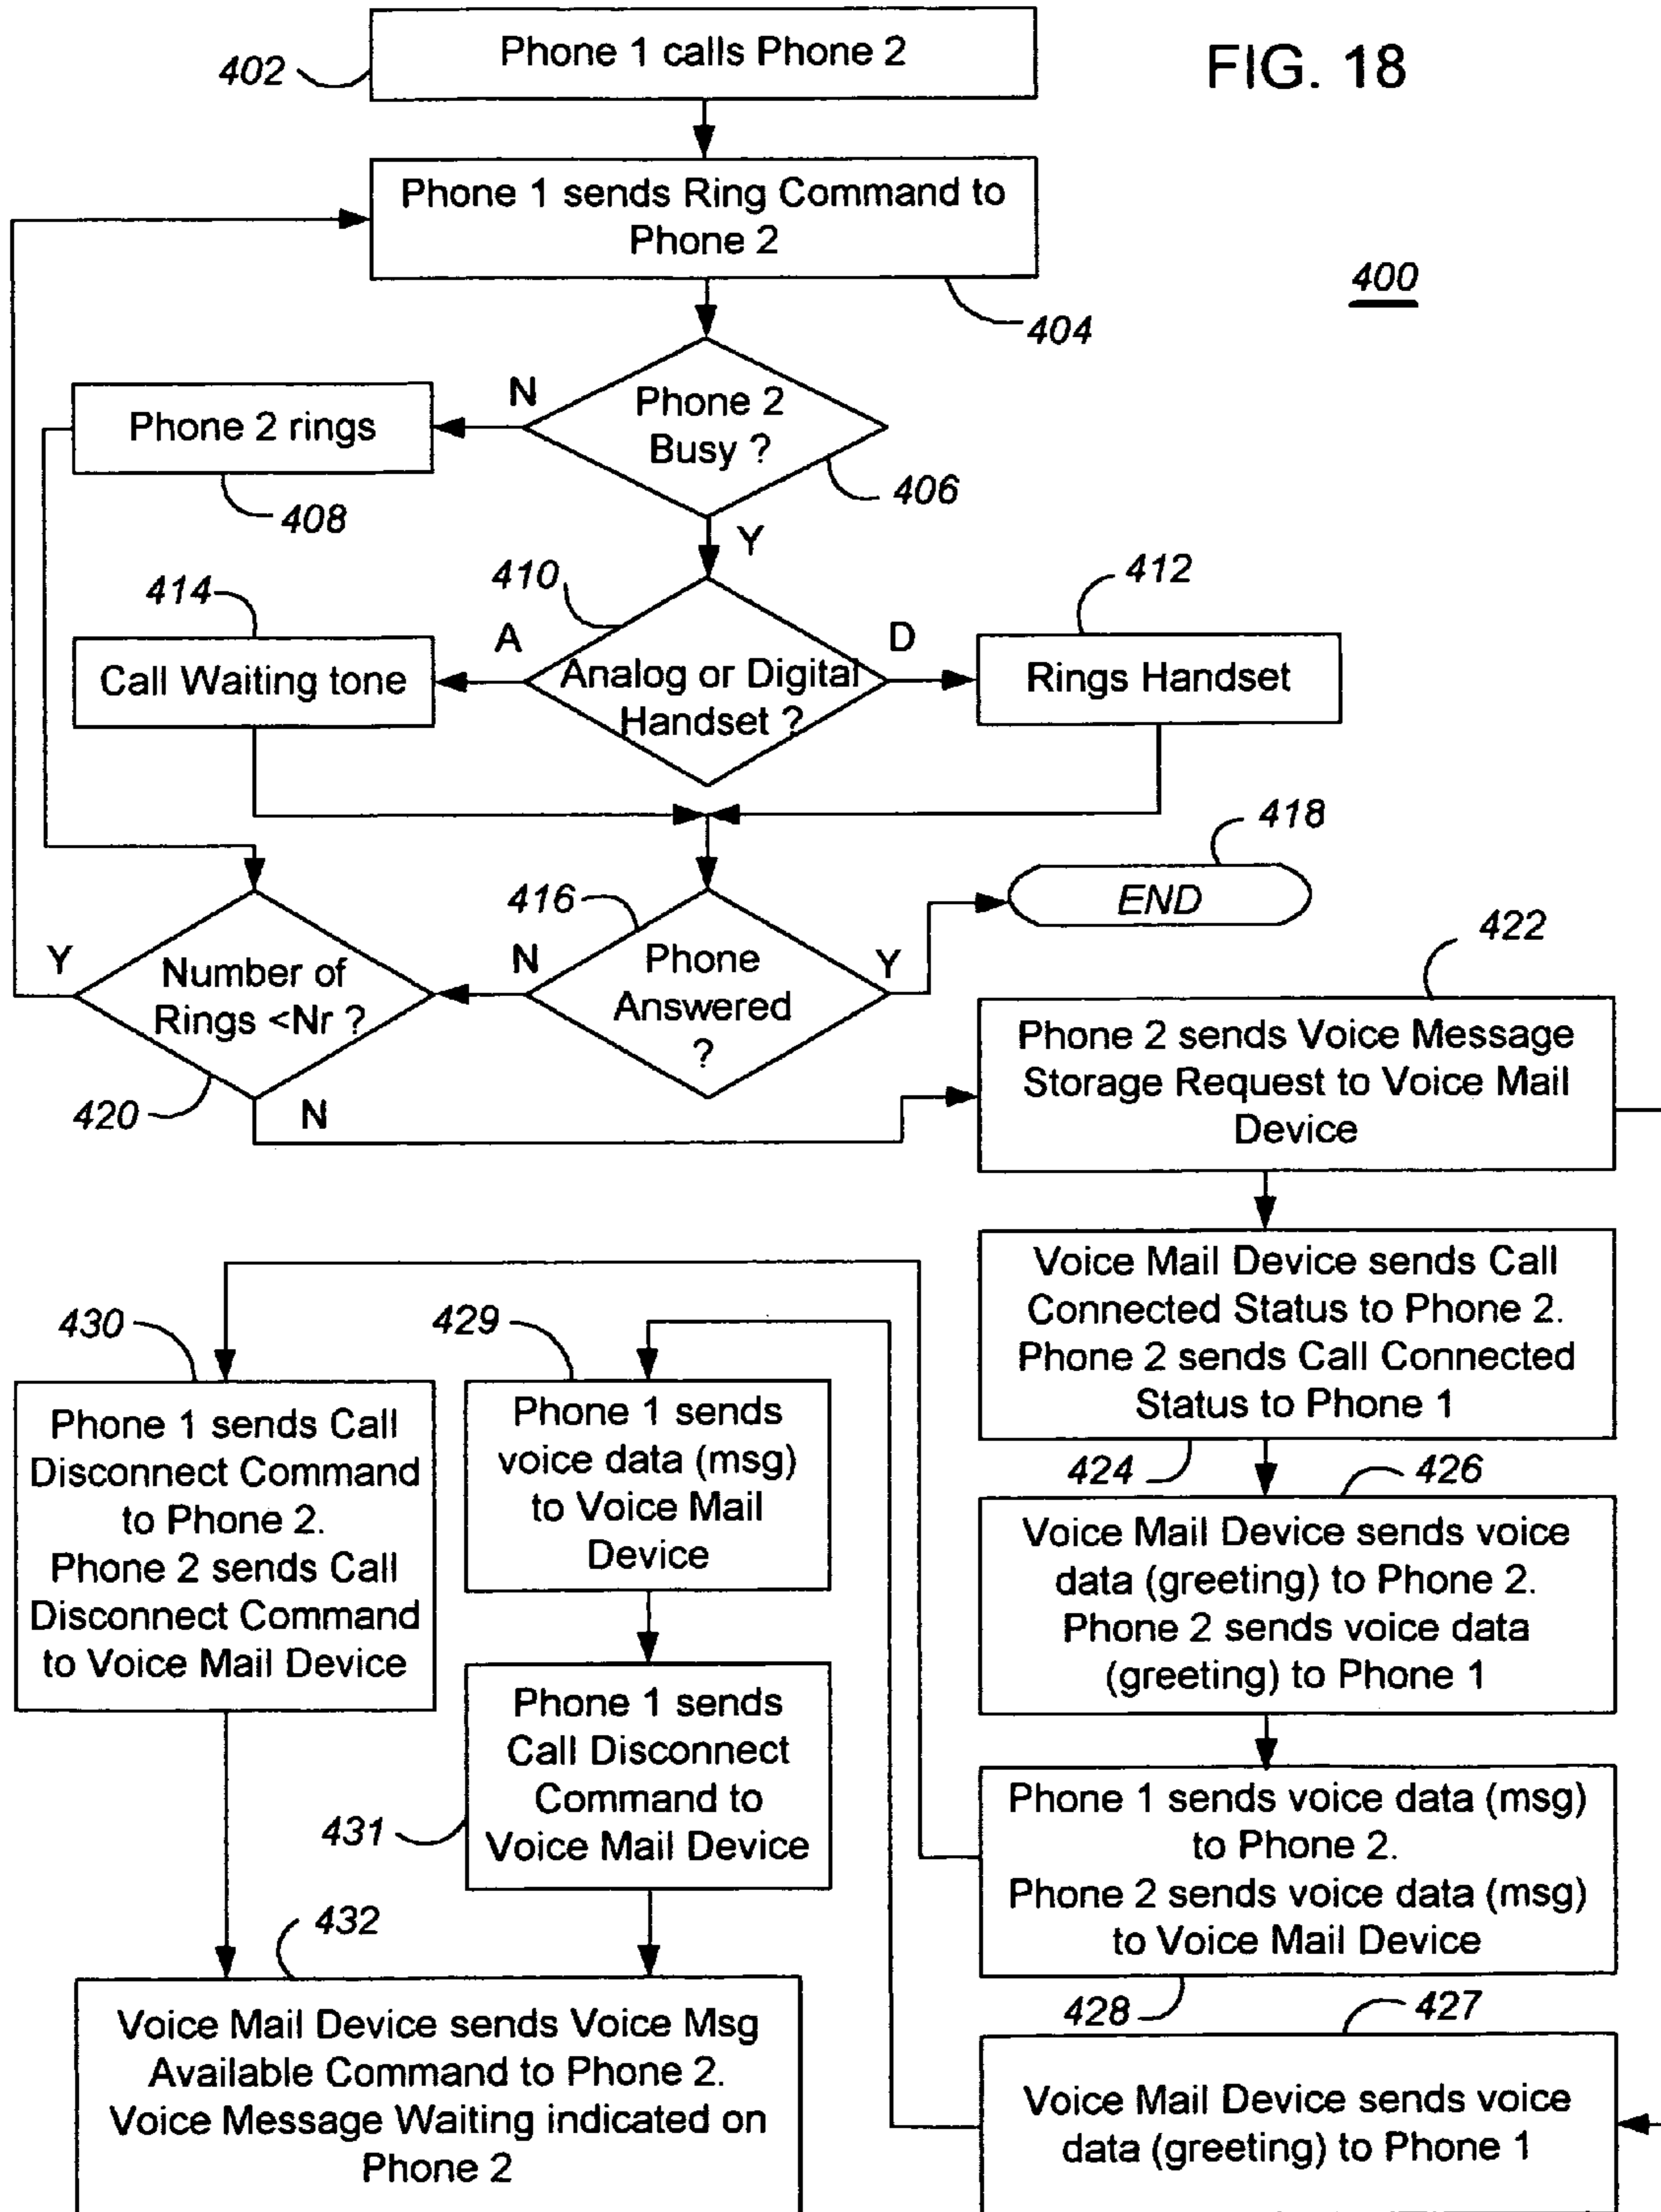 FIG. 18
400
Phone 1 calls Phone 2
402
Phone 1 sends Ring Command to
Phone 2
404
Phone 2
Busy ?
406
N
Y
Phone 2 rings
408
410
Analog or Digital
Handset ?
A
D
412
Rings Handset
414
Call Waiting tone
416
Phone
Answered
?
N
Y
418
END
Number of
Rings <Nr ?
Y
N
420
422
Phone 2 sends Voice Message
Storage Request to Voice Mail
Device
Voice Mail Device sends Call
Connected Status to Phone 2.
Phone 2 sends Call Connected
Status to Phone 1
424
426
Voice Mail Device sends voice
data (greeting) to Phone 2.
Phone 2 sends voice data
(greeting) to Phone 1
Phone 1 sends voice data (msg)
to Phone 2.
Phone 2 sends voice data (msg)
to Voice Mail Device
428
427
Voice Mail Device sends voice
data (greeting) to Phone 1
429
Phone 1 sends
voice data (msg)
to Voice Mail
Device
430
Phone 1 sends Call
Disconnect Command
to Phone 2.
Phone 2 sends Call
Disconnect Command
to Voice Mail Device
431
Phone 1 sends
Call Disconnect
Command to
Voice Mail Device
432
Voice Mail Device sends Voice Msg
Available Command to Phone 2.
Voice Message Waiting indicated on
Phone 2